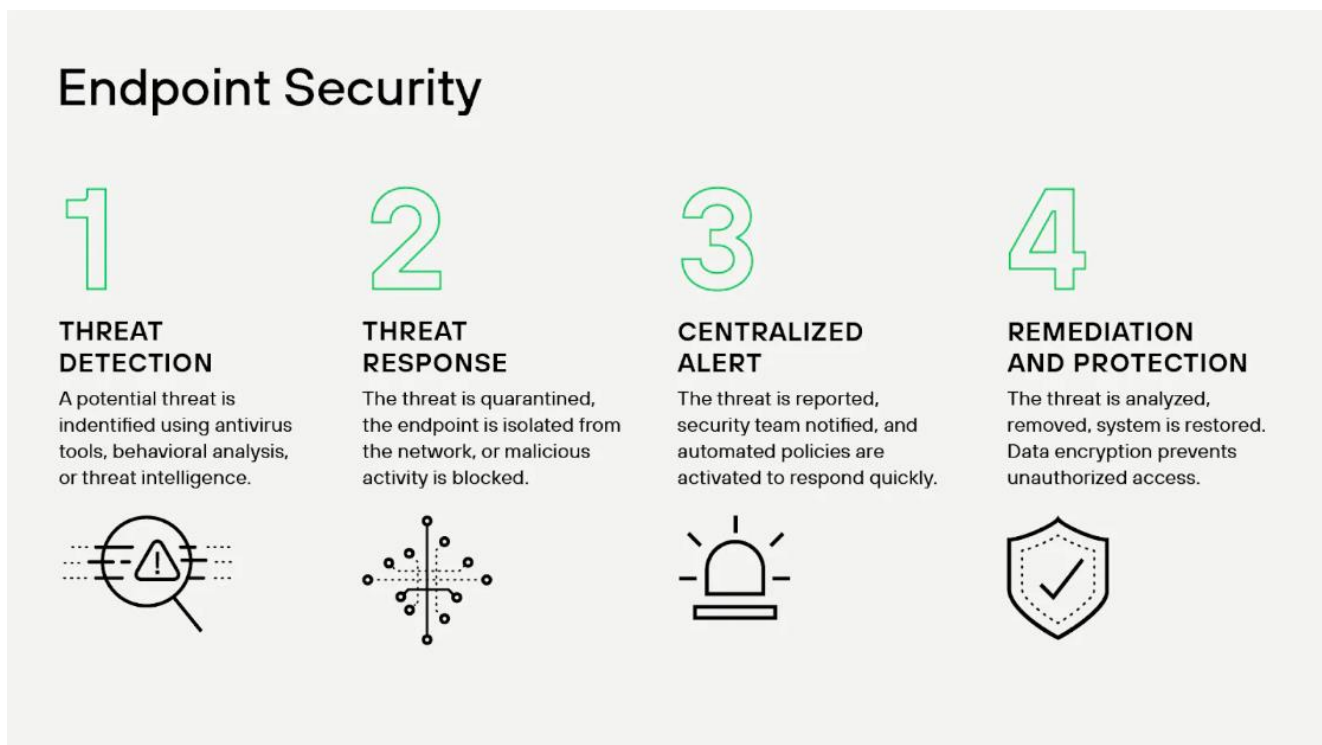 Endpoint Security
1
THREAT
DETECTION
A potential threat is
indentified using antivirus
tools, behavioral analysis,
or threat intelligence.
2
THREAT
RESPONSE
The threat is quarantined,
the endpoint is isolated from
the network, or malicious
activity is blocked.
3
CENTRALIZED
ALERT
The threat is reported,
security team notified, and
automated policies are
activated to respond quickly.
4
REMEDIATION
AND PROTECTION
The threat is analyzed,
removed, system is restored.
Data encryption prevents
unauthorized access.